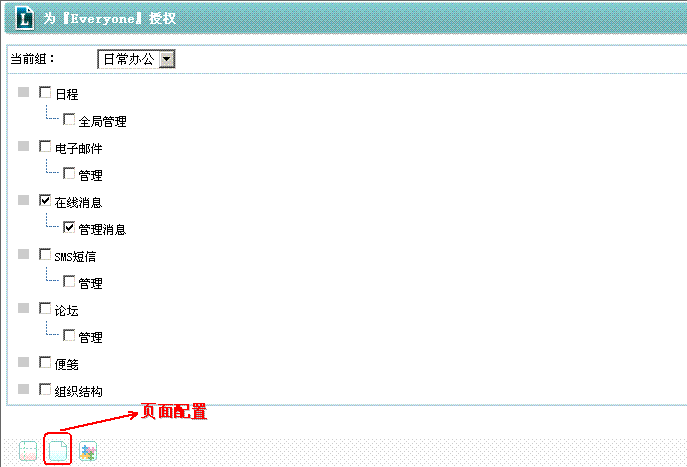 L 为『Everyone』授权
当前组： 日常办公
日程
全局管理
电子邮件
管理
在线消息
管理消息
SMS短信
管理
论坛
管理
便笺
组织结构
页面配置